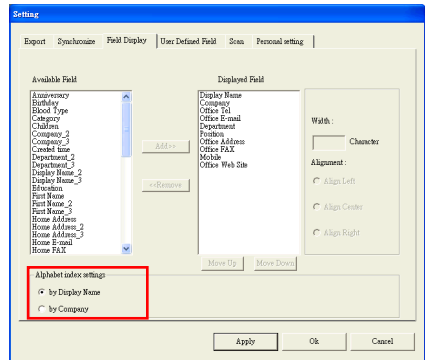 Setting
Export Synchronize Field Display User Defined Field Scan Personal setting
Available Field
Anniversary
Birthday
Blood Type
Category
Children
Company_2
Company_3
Created time
Department_2
Department_3
Display Name_2
Display Name_3
Education
First Name
First Name_2
First Name_3
Home Address
Home Address_2
Home Address_3
Home E-mail
Home FAX
Add>>
<<Remove
Displayed Field
Display Name
Company
Office Tel
Office E-mail
Department
Position
Office Address
Office FAX
Mobile
Office Web Site
Move Up Move Down
Width :
Character
Alignment :
Align Left
Align Center
Align Right
Alphabet index settings
by Display Name
by Company
Apply Ok Cancel